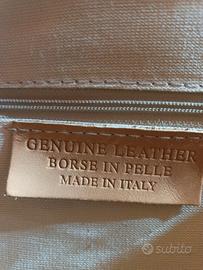 GENUINE LEATHER
BORSE IN PELLE
MADE IN ITALY
subito